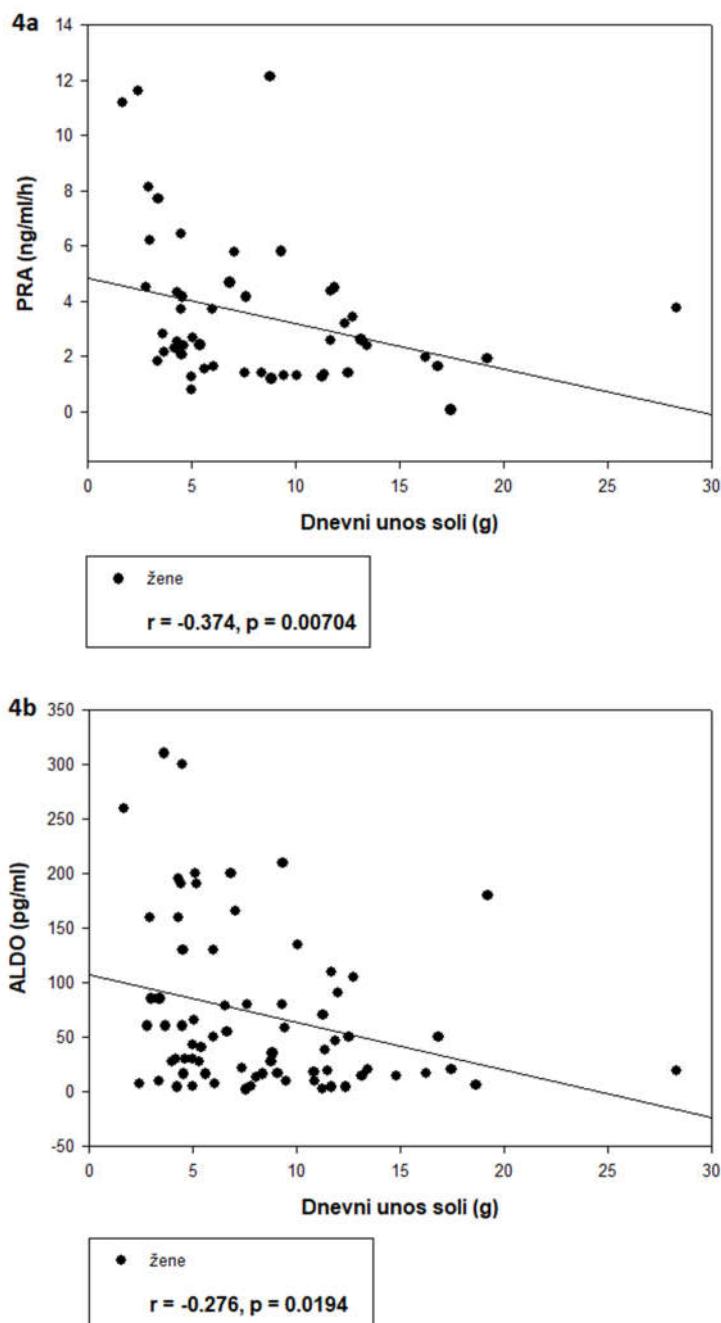 4a
14
12
10
8
6
4
2
0
PRA (ng/ml/h)
0 5 10 15 20 25 30
Dnevni unos soli (g)
žene
r = -0.374, p = 0.00704
4b
350
300
250
200
150
100
50
0
-50
ALDO (pg/ml)
0 5 10 15 20 25 30
Dnevni unos soli (g)
žene
r = -0.276, p = 0.0194